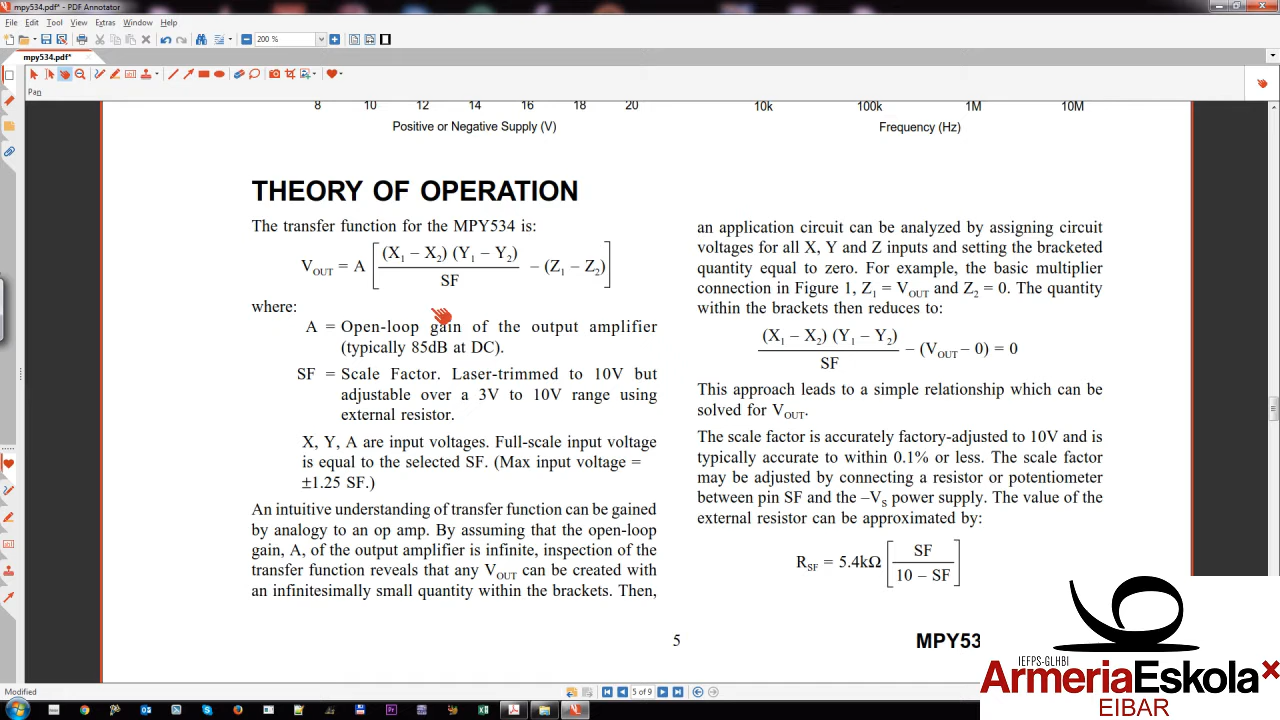 mpy534.pdf* - PDF Annotator
File Edit Edit View Extras Window Help
200 %
mpy534.pdf*
Pan
8 10 12 14 16 18 20
Positive or Negative Supply (V)
10k 100k 1M 10M
Frequency (Hz)
THEORY OF OPERATION
The transfer function for the MPY534 is:
V_OUT = A [ (X₁ – X₂) (Y₁ – Y₂) / SF – (Z₁ – Z₂) ]
where:
A = Open-loop gain of the output amplifier
(typically 85dB at DC).
SF = Scale Factor. Laser-trimmed to 10V but
adjustable over a 3V to 10V range using
external resistor.
X, Y, A are input voltages. Full-scale input voltage
is equal to the selected SF. (Max input voltage =
±1.25 SF.)
An intuitive understanding of transfer function can be gained
by analogy to an op amp. By assuming that the open-loop
gain, A, of the output amplifier is infinite, inspection of the
transfer function reveals that any V_OUT can be created with
an infinitesimally small quantity within the brackets. Then,
an application circuit can be analyzed by assigning circuit
voltages for all X, Y and Z inputs and setting the bracketed
quantity equal to zero. For example, the basic multiplier
connection in Figure 1, Z₁ = V_OUT and Z₂ = 0. The quantity
within the brackets then reduces to:
(X₁ – X₂) (Y₁ – Y₂) / SF – (V_OUT – 0) = 0
This approach leads to a simple relationship which can be
solved for V_OUT.
The scale factor is accurately factory-adjusted to 10V and is
typically accurate to within 0.1% or less. The scale factor
may be adjusted by connecting a resistor or potentiometer
between pin SF and the –V_S power supply. The value of the
external resistor can be approximated by:
R_SF = 5.4kΩ [ SF / 10 – SF ]
5
MPY53
IEFPS-GLHBI
ArmeriaEskola
EIBAR
Modified
5 of 9